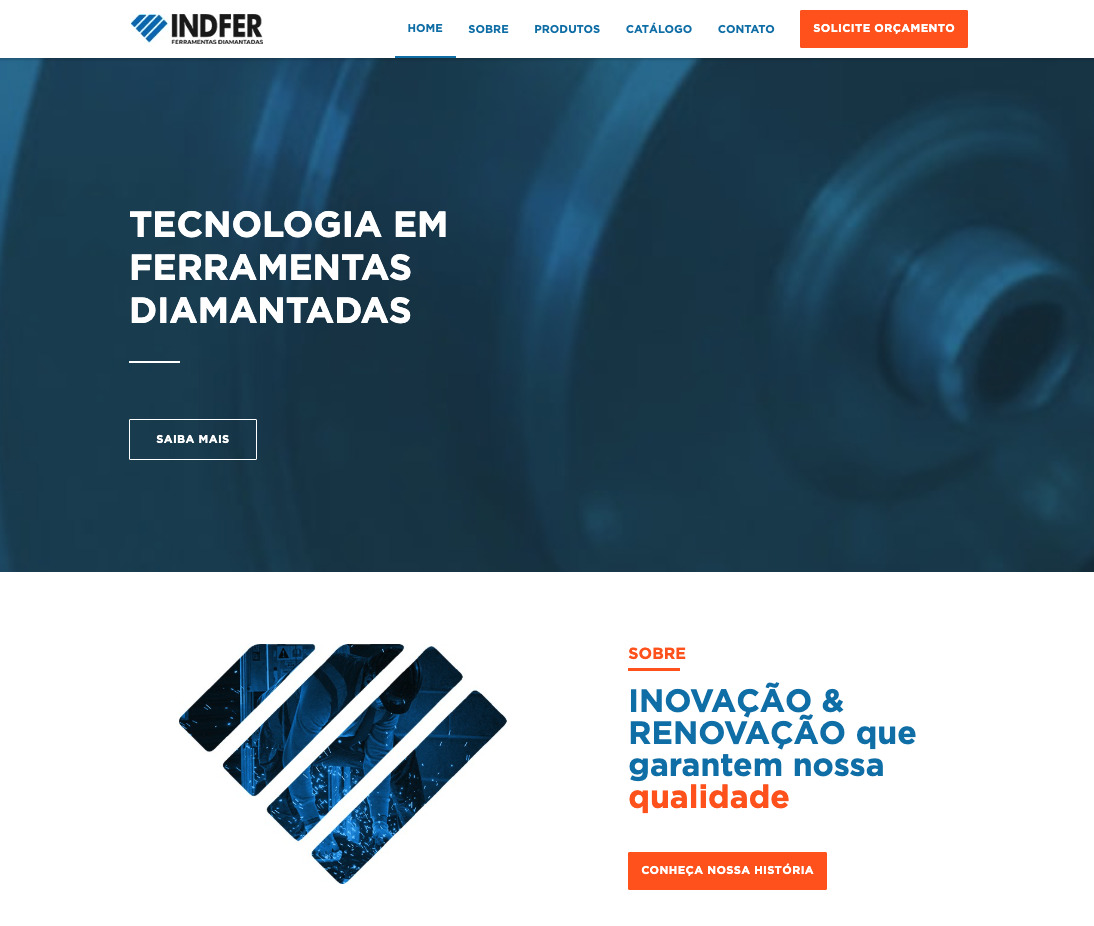 INDFER
FERRAMENTAS DIAMANTADAS
HOME
SOBRE
PRODUTOS
CATÁLOGO
CONTATO
SOLICITE ORÇAMENTO
TECNOLOGIA EM
FERRAMENTAS
DIAMANTADAS
SAIBA MAIS
SOBRE
INOVAÇÃO &
RENOVAÇÃO que
garantem nossa
qualidade
CONHEÇA NOSSA HISTÓRIA